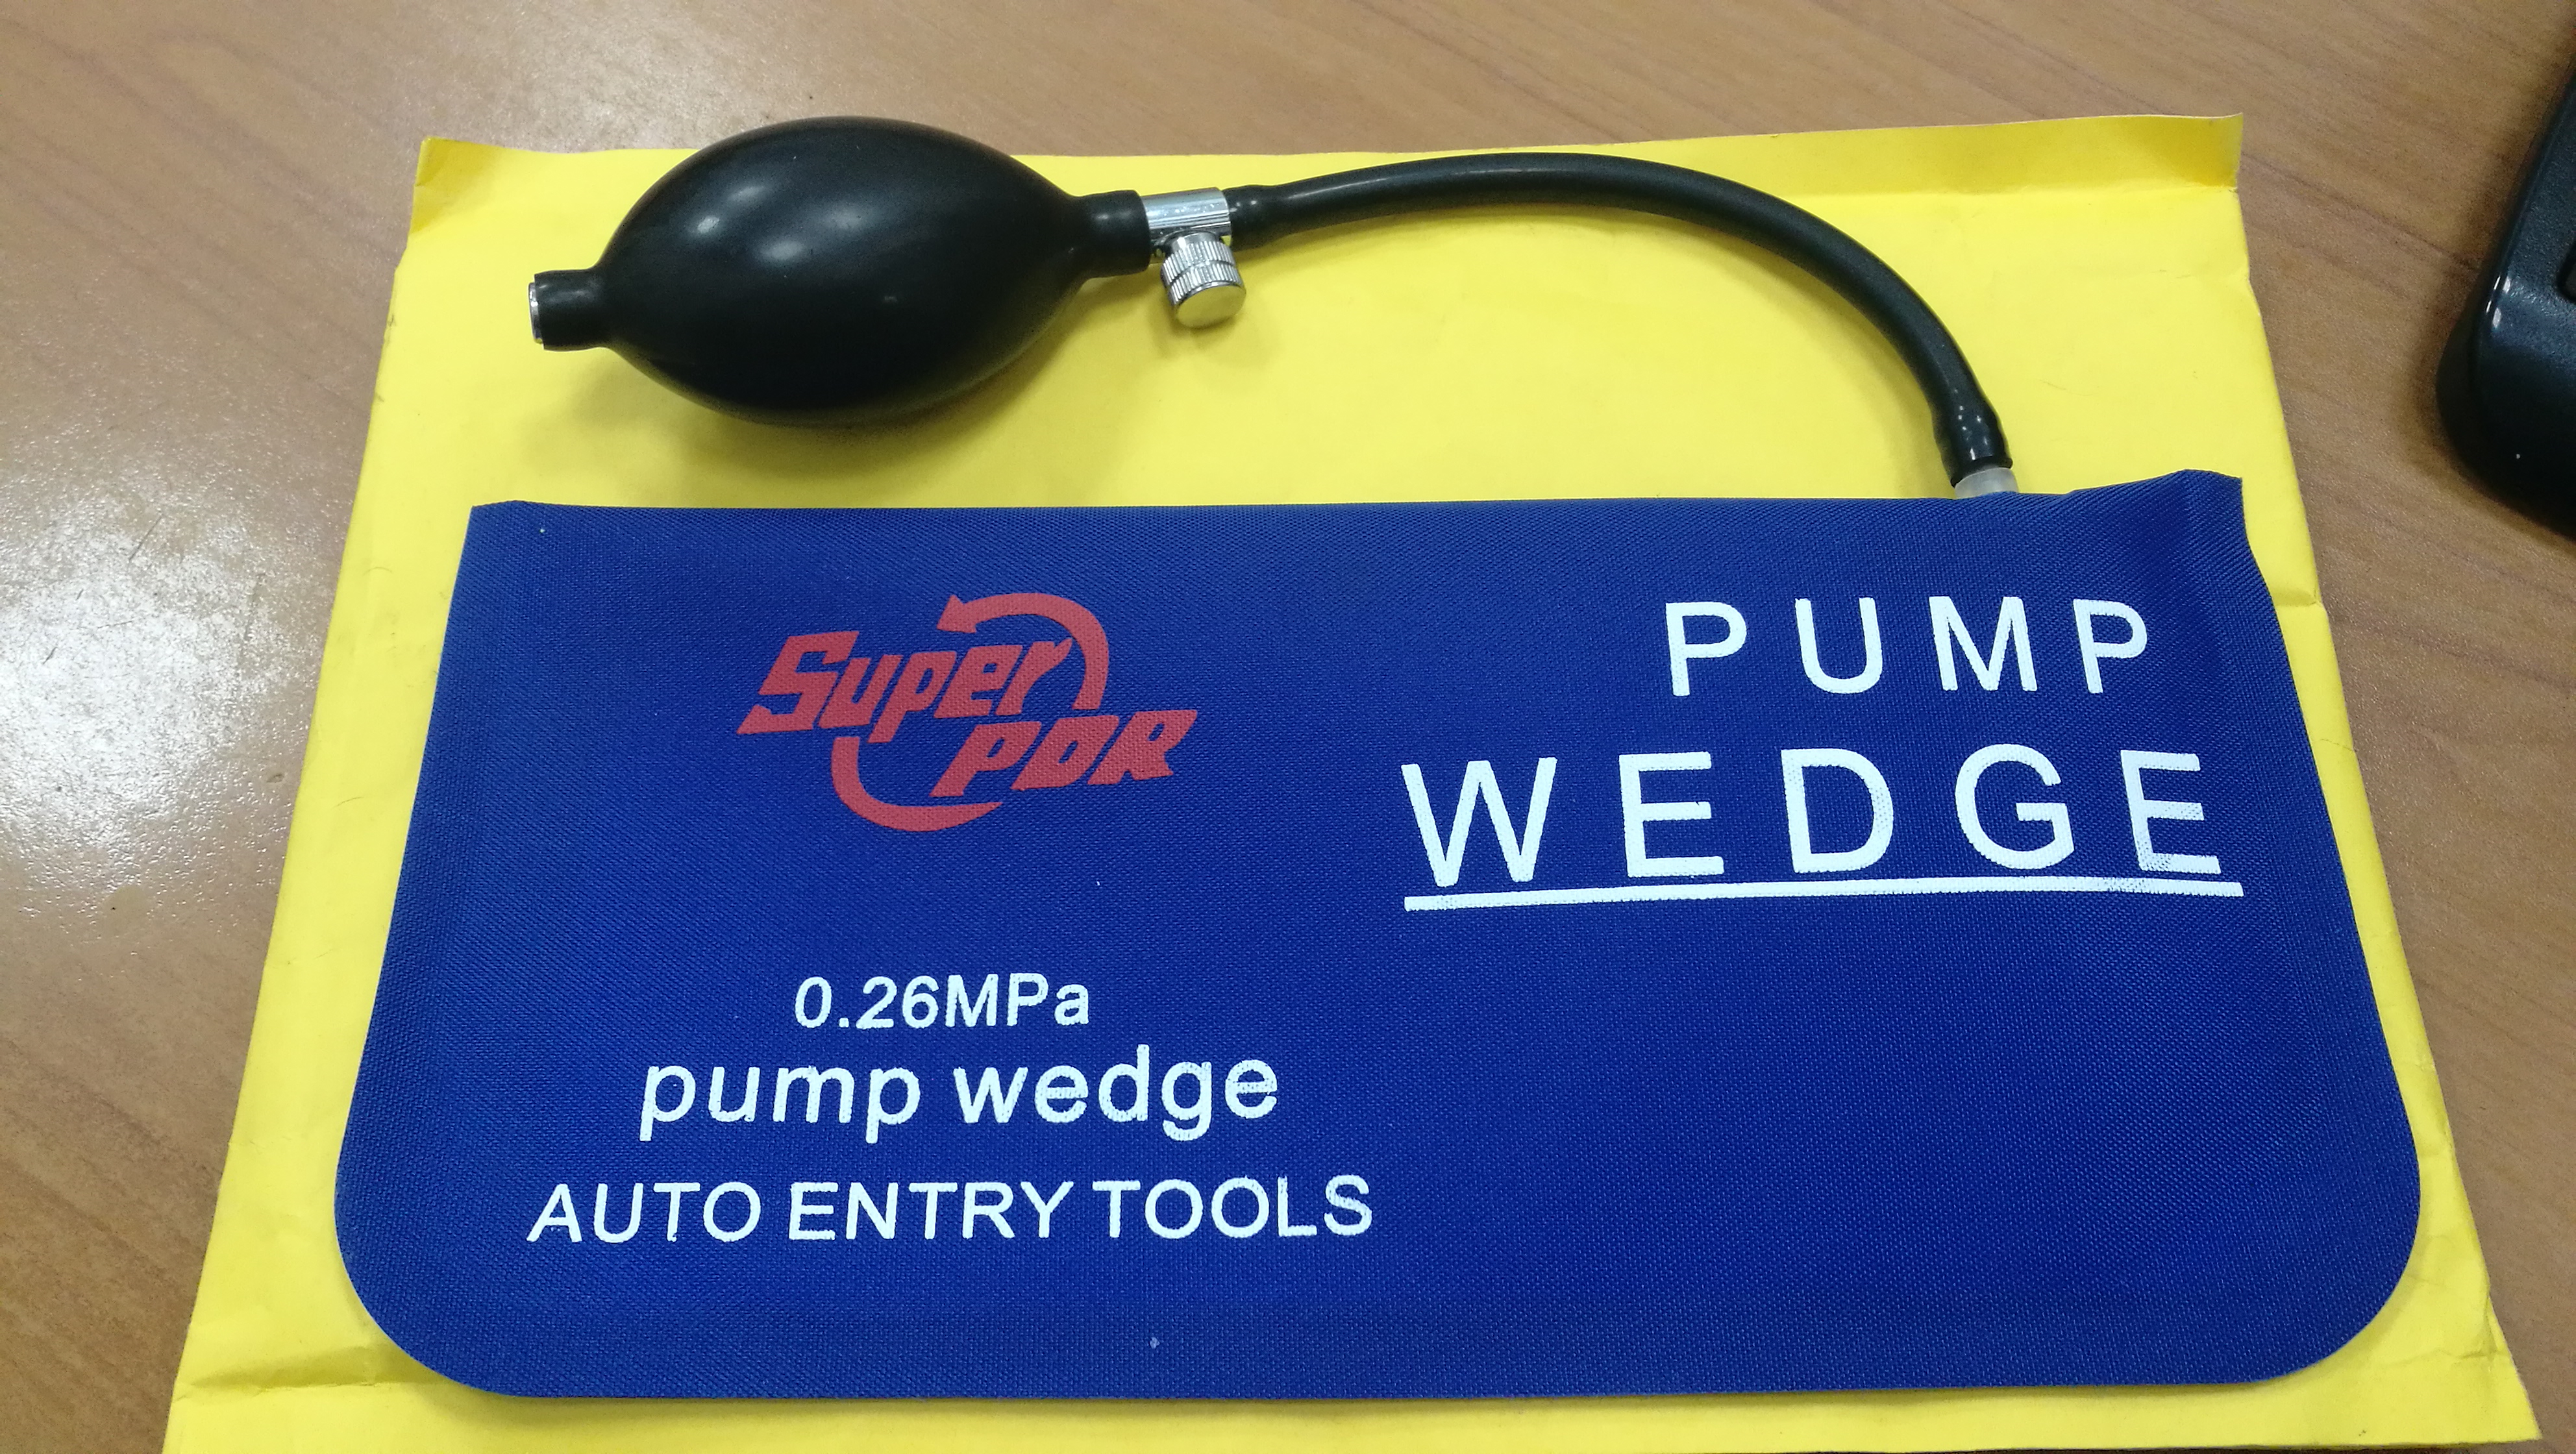 Super
PDR
PUMP
WEDGE
0.26MPa
pump wedge
AUTO ENTRY TOOLS